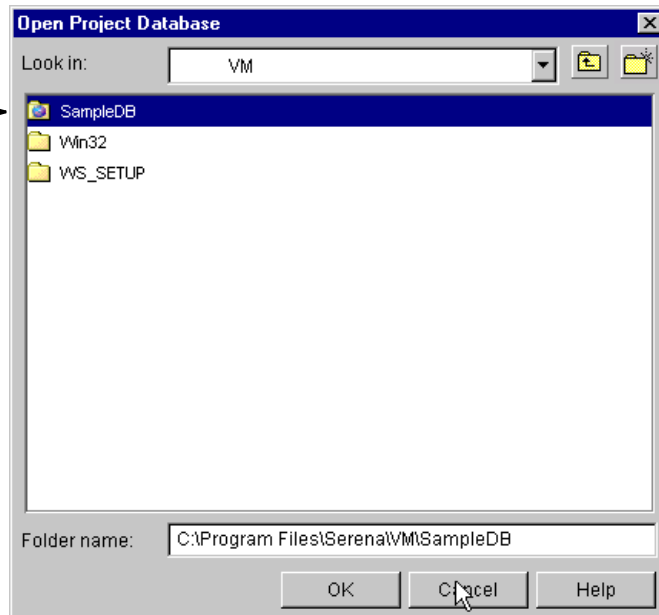 Open Project Database
Look in: VM
SampleDB
Win32
WS_SETUP
Folder name: C:\Program Files\Serena\VM\SampleDB
OK Cancel Help